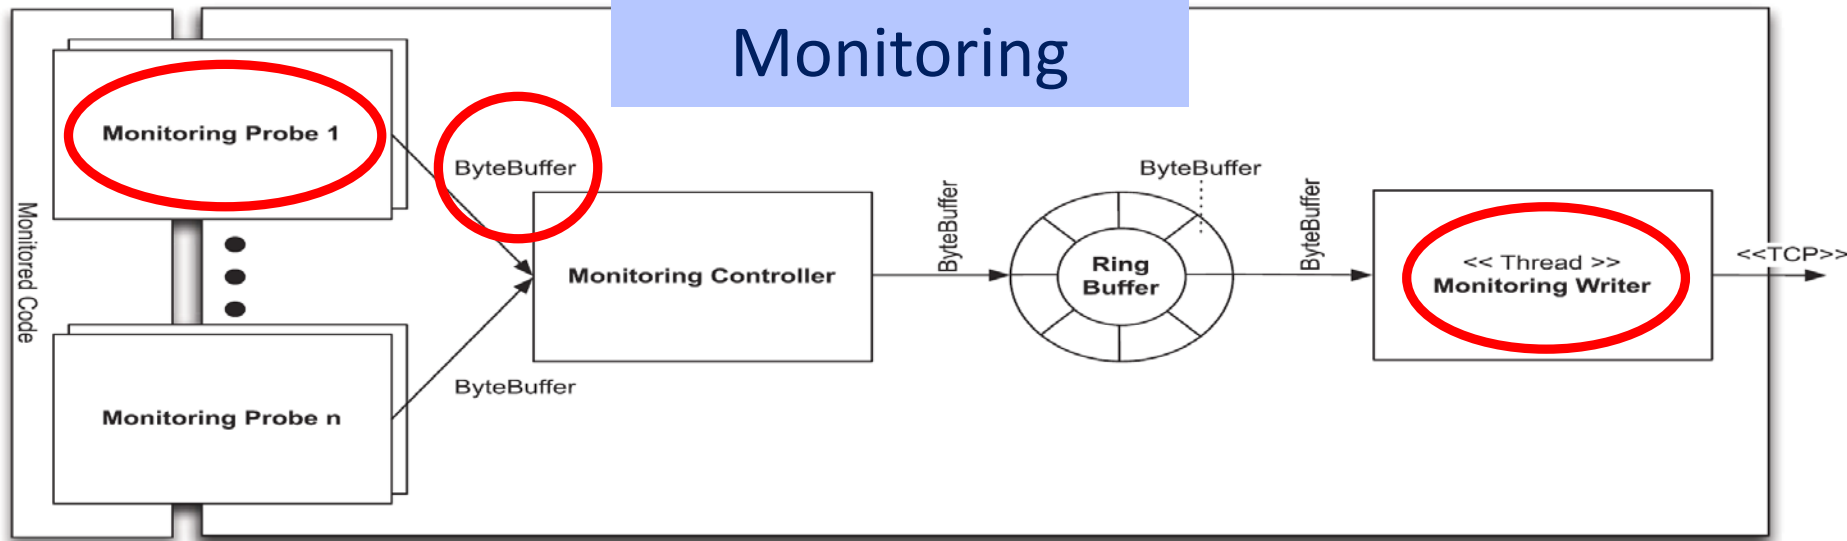 Monitoring
Monitored Code
Monitoring Probe 1
ByteBuffer
Monitoring Controller
ByteBuffer
Monitoring Probe n
ByteBuffer
ByteBuffer
Ring
Buffer
ByteBuffer
<< Thread >>
Monitoring Writer
<<TCP>>